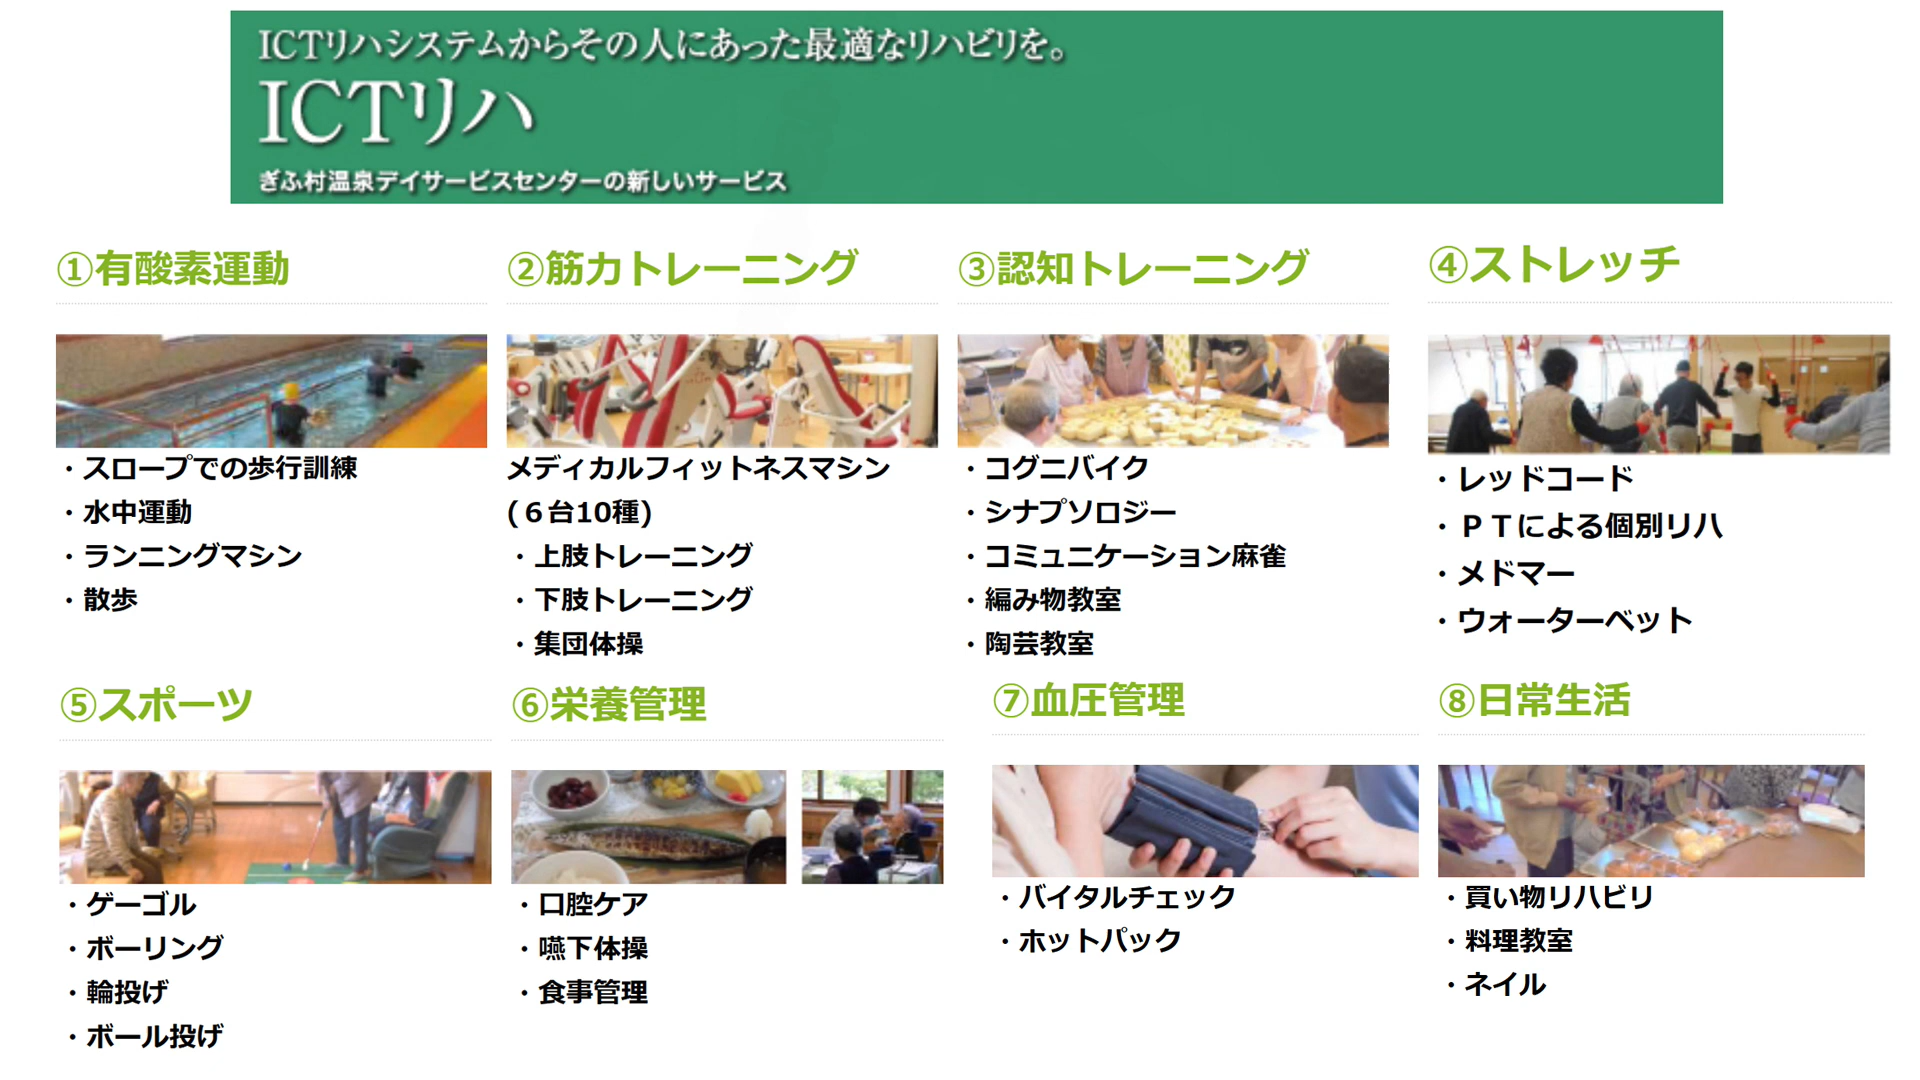 ICTリハシステムからその人にあった最適なリハビリを。
ICTリハ
ぎふ村温泉デイサービスセンターの新しいサービス
①有酸素運動
・スロープでの歩行訓練
・水中運動
・ランニングマシン
・散歩
②筋力トレーニング
メディカルフィットネスマシン
(６台10種)
・上肢トレーニング
・下肢トレーニング
・集団体操
③認知トレーニング
・コグニバイク
・シナプソロジー
・コミュニケーション麻雀
・編み物教室
・陶芸教室
④ストレッチ
・レッドコード
・ＰＴによる個別リハ
・メドマー
・ウォーターベット
⑤スポーツ
・ゲーゴル
・ボーリング
・輪投げ
・ボール投げ
⑥栄養管理
・口腔ケア
・嚥下体操
・食事管理
⑦血圧管理
・バイタルチェック
・ホットパック
⑧日常生活
・買い物リハビリ
・料理教室
・ネイル